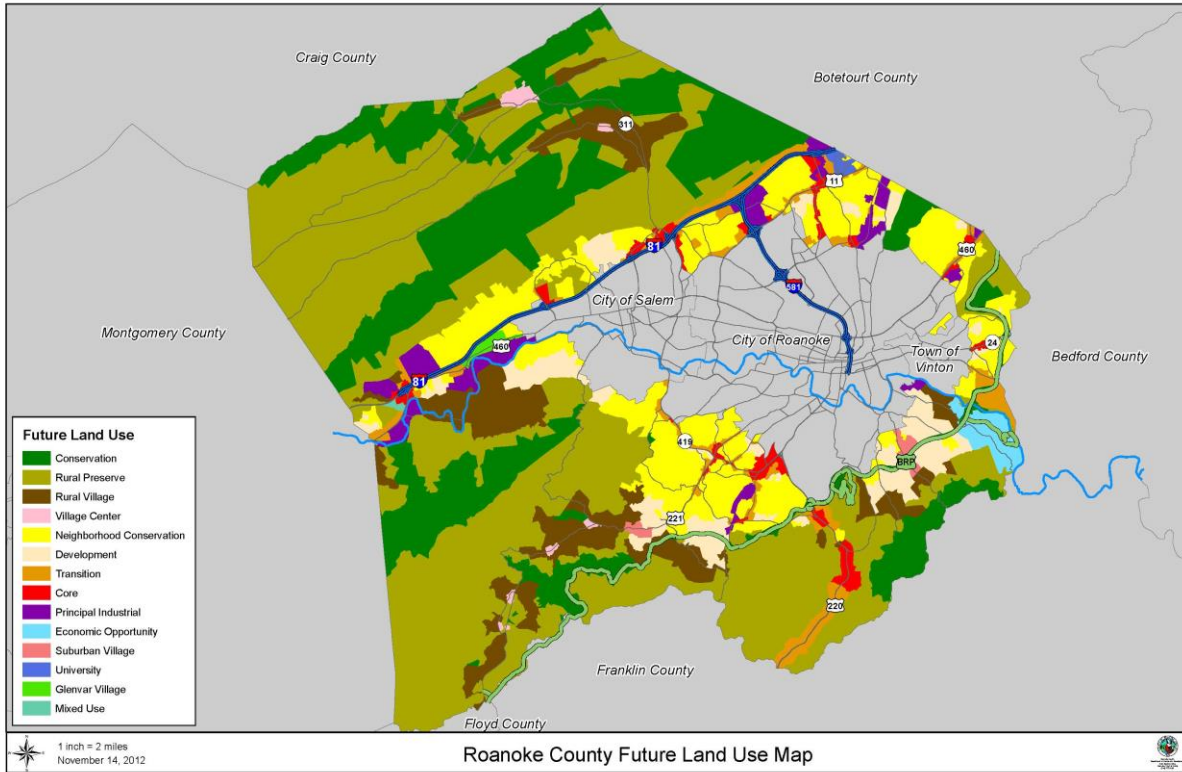 Craig County
Botetourt County
311
11
81
460
581
City of Salem
Montgomery County
460
City of Roanoke
24
Town of
Vinton
Bedford County
81
419
BRP
221
220
Franklin County
Floyd County
Future Land Use
Conservation
Rural Preserve
Rural Village
Village Center
Neighborhood Conservation
Development
Transition
Core
Principal Industrial
Economic Opportunity
Suburban Village
University
Glenvar Village
Mixed Use
1 inch = 2 miles
November 14, 2012
Roanoke County Future Land Use Map